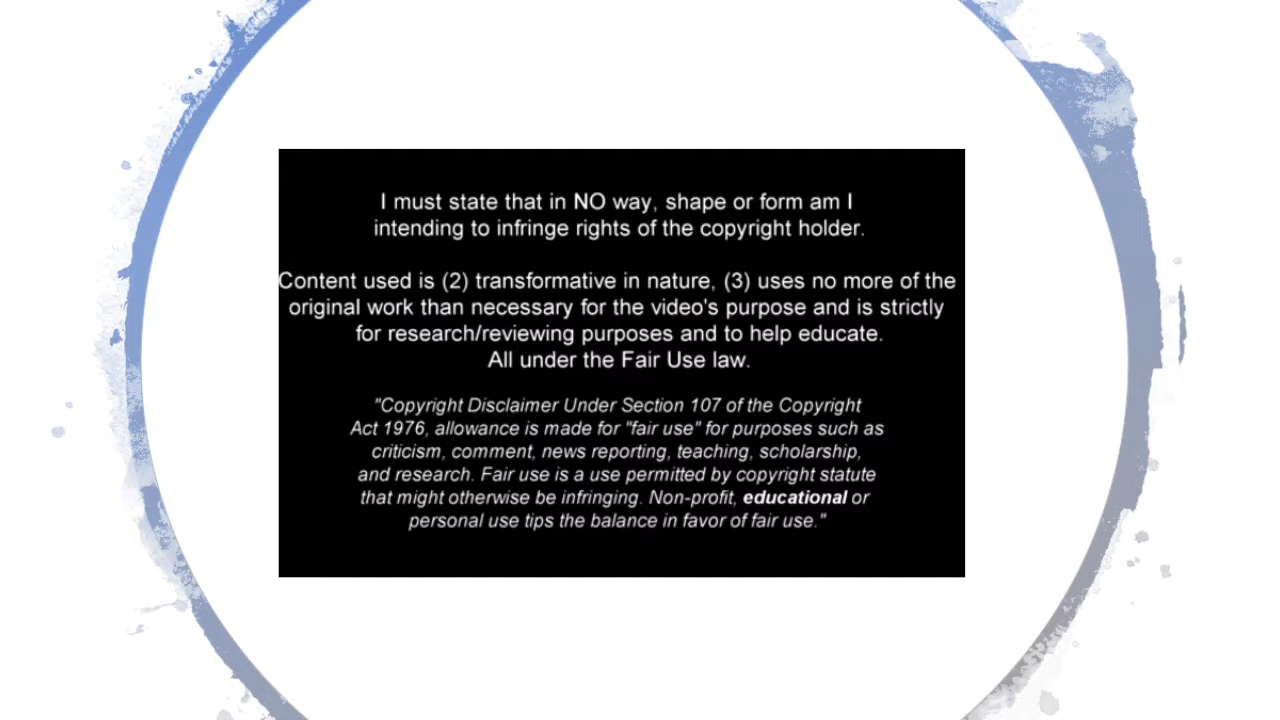 I must state that in NO way, shape or form am I
intending to infringe rights of the copyright holder.
Content used is (2) transformative in nature, (3) uses no more of the
original work than necessary for the video's purpose and is strictly
for research/reviewing purposes and to help educate.
All under the Fair Use law.
"Copyright Disclaimer Under Section 107 of the Copyright
Act 1976, allowance is made for "fair use" for purposes such as
criticism, comment, news reporting, teaching, scholarship,
and research. Fair use is a use permitted by copyright statute
that might otherwise be infringing. Non-profit, educational or
personal use tips the balance in favor of fair use."